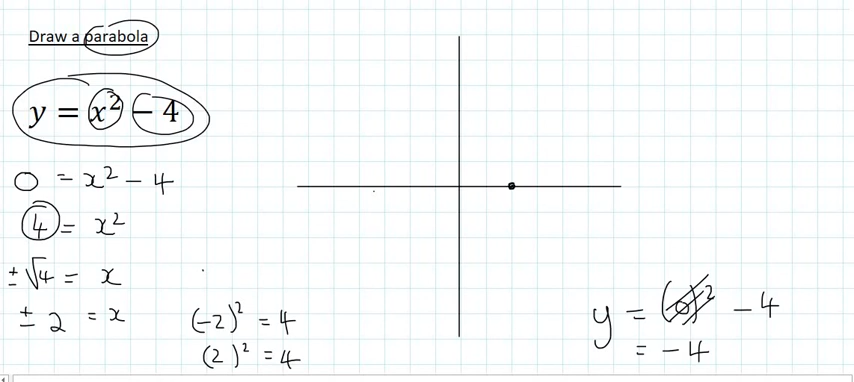 Draw a parabola
y = x² – 4
0 = x² – 4
4 = x²
± √4 = x
± 2 = x
(–2)² = 4
(2)² = 4
y = (0)² – 4
= – 4